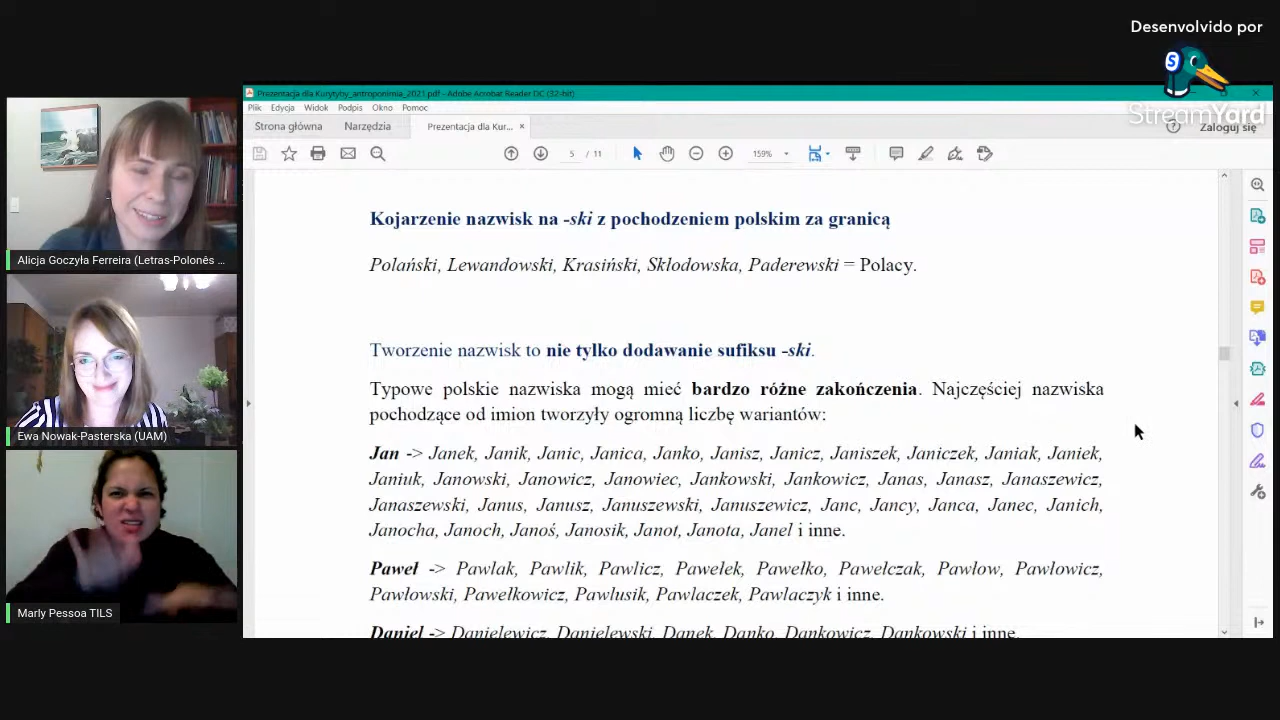 Desenvolvido por
StreamYard
Prezentacja dla Kurytyby_antroponimia_2021.pdf - Adobe Acrobat Reader DC (32-bit)
Plik Edycja Widok Podpis Okno Pomoc
Strona główna Narzędzia Prezentacja dla Kur... × Zaloguj się
5 / 11 159%
Kojarzenie nazwisk na -ski z pochodzeniem polskim za granicą
Polański, Lewandowski, Krasiński, Skłodowska, Paderewski = Polacy.
Tworzenie nazwisk to nie tylko dodawanie sufiksu -ski.
Typowe polskie nazwiska mogą mieć bardzo różne zakończenia. Najczęściej nazwiska
pochodzące od imion tworzyły ogromną liczbę wariantów:
Jan -> Janek, Janik, Janic, Janica, Janko, Janisz, Janicz, Janiszek, Janiczek, Janiak, Janiek,
Janiuk, Janowski, Janowicz, Janowiec, Jankowski, Jankowicz, Janas, Janasz, Janaszewicz,
Janaszewski, Janus, Janusz, Januszewski, Januszewicz, Janc, Jancy, Janca, Janec, Janich,
Janocha, Janoch, Janoś, Janosik, Janot, Janota, Janel i inne.
Paweł -> Pawlak, Pawlik, Pawlicz, Pawełek, Pawełko, Pawełczak, Pawłow, Pawłowicz,
Pawłowski, Pawełkowicz, Pawlusik, Pawlaczek, Pawlaczyk i inne.
Daniel -> Danielewicz, Danielewski, Danek, Danko, Dankowicz, Dankowski i inne.
Alicja Goczyła Ferreira (Letras-Polonês ...
Ewa Nowak-Pasterska (UAM)
Marly Pessoa TILS